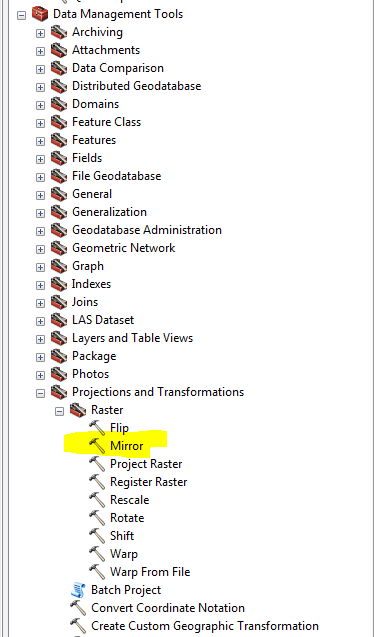 Data Management Tools
Archiving
Attachments
Data Comparison
Distributed Geodatabase
Domains
Feature Class
Features
Fields
File Geodatabase
General
Generalization
Geodatabase Administration
Geometric Network
Graph
Indexes
Joins
LAS Dataset
Layers and Table Views
Package
Photos
Projections and Transformations
Raster
Flip
Mirror
Project Raster
Register Raster
Rescale
Rotate
Shift
Warp
Warp From File
Batch Project
Convert Coordinate Notation
Create Custom Geographic Transformation